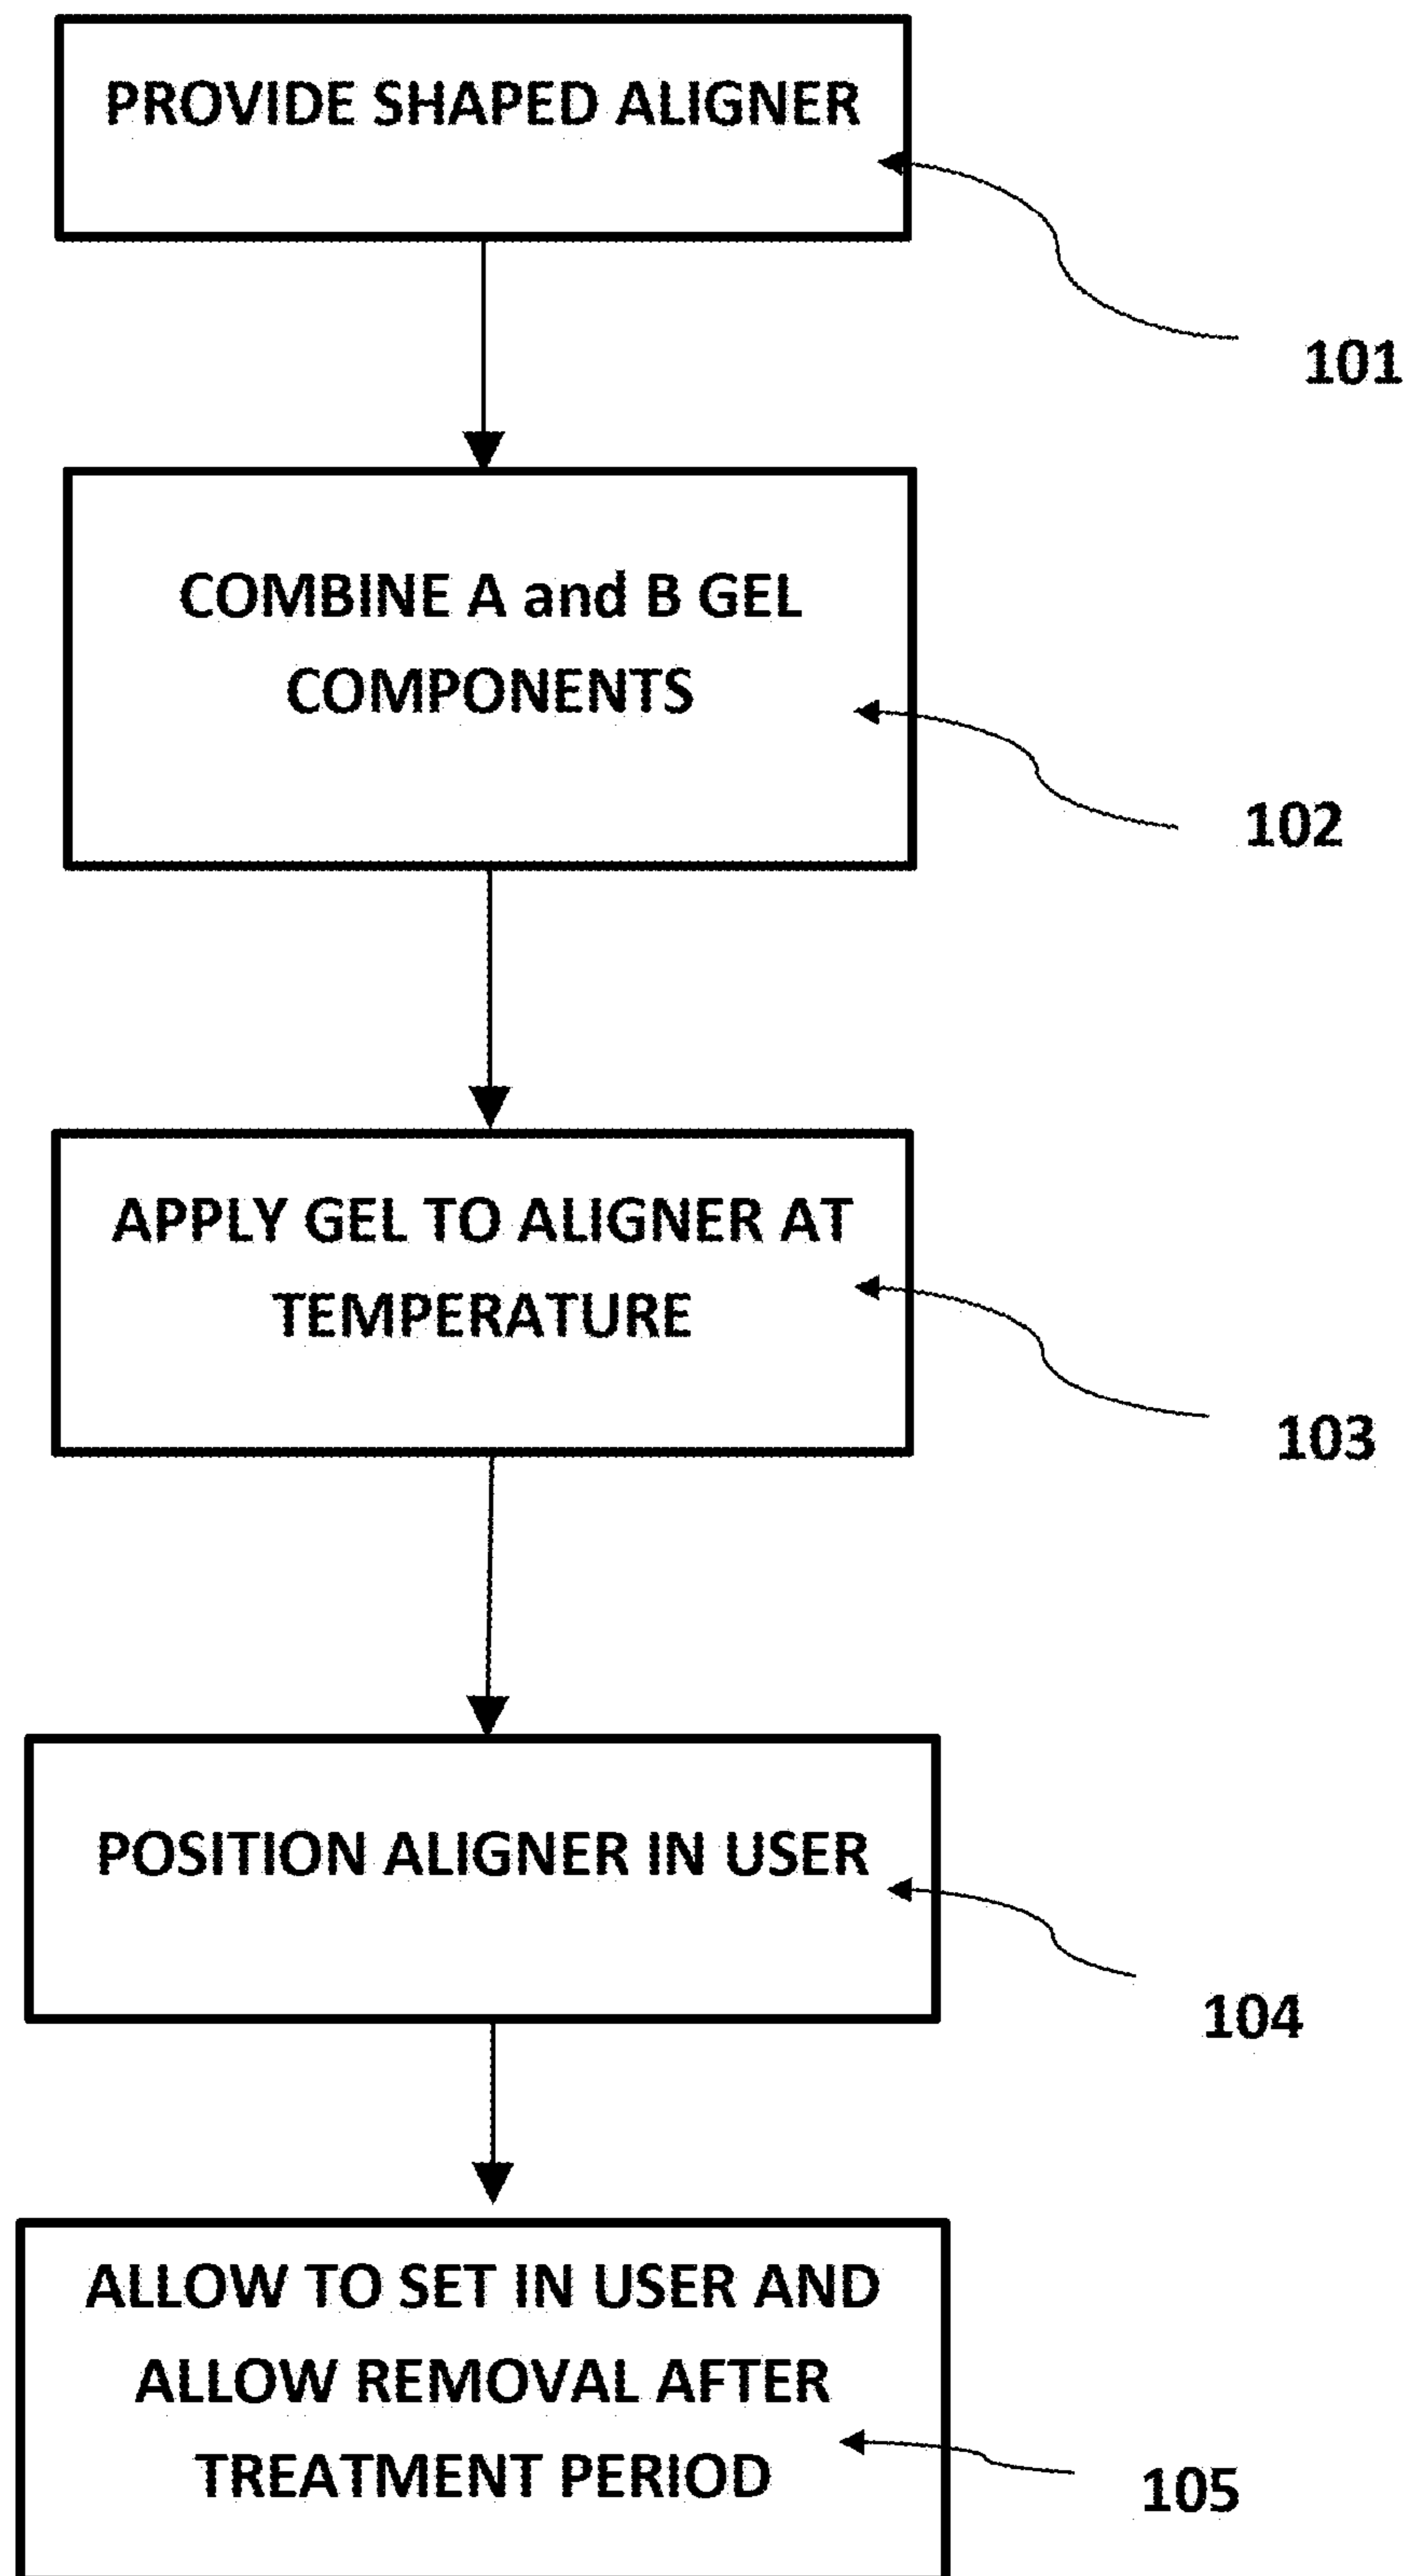 PROVIDE SHAPED ALIGNER
101
COMBINE A and B GEL
COMPONENTS
102
APPLY GEL TO ALIGNER AT
TEMPERATURE
103
POSITION ALIGNER IN USER
104
ALLOW TO SET IN USER AND
ALLOW REMOVAL AFTER
TREATMENT PERIOD
105